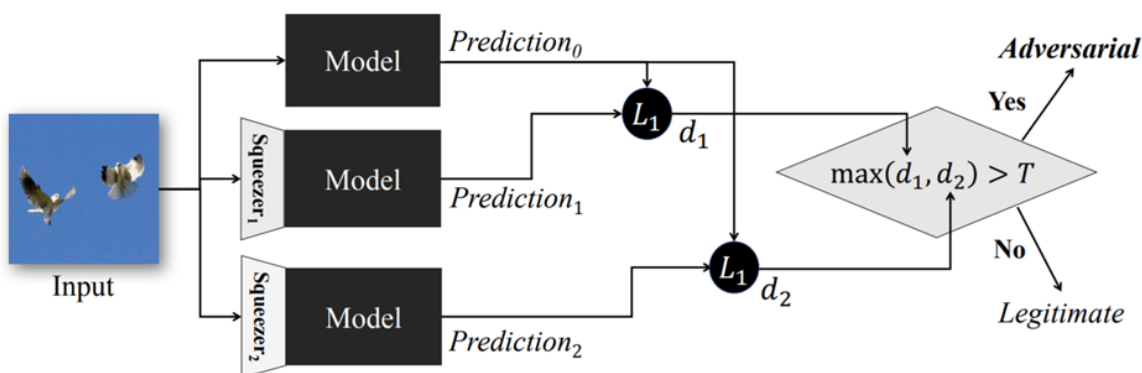 Model
Prediction₀
Adversarial
Yes
L₁
d₁
Squeezer₁
Model
Prediction₁
max(d₁, d₂) > T
Input
L₁
d₂
No
Legitimate
Squeezer₂
Model
Prediction₂